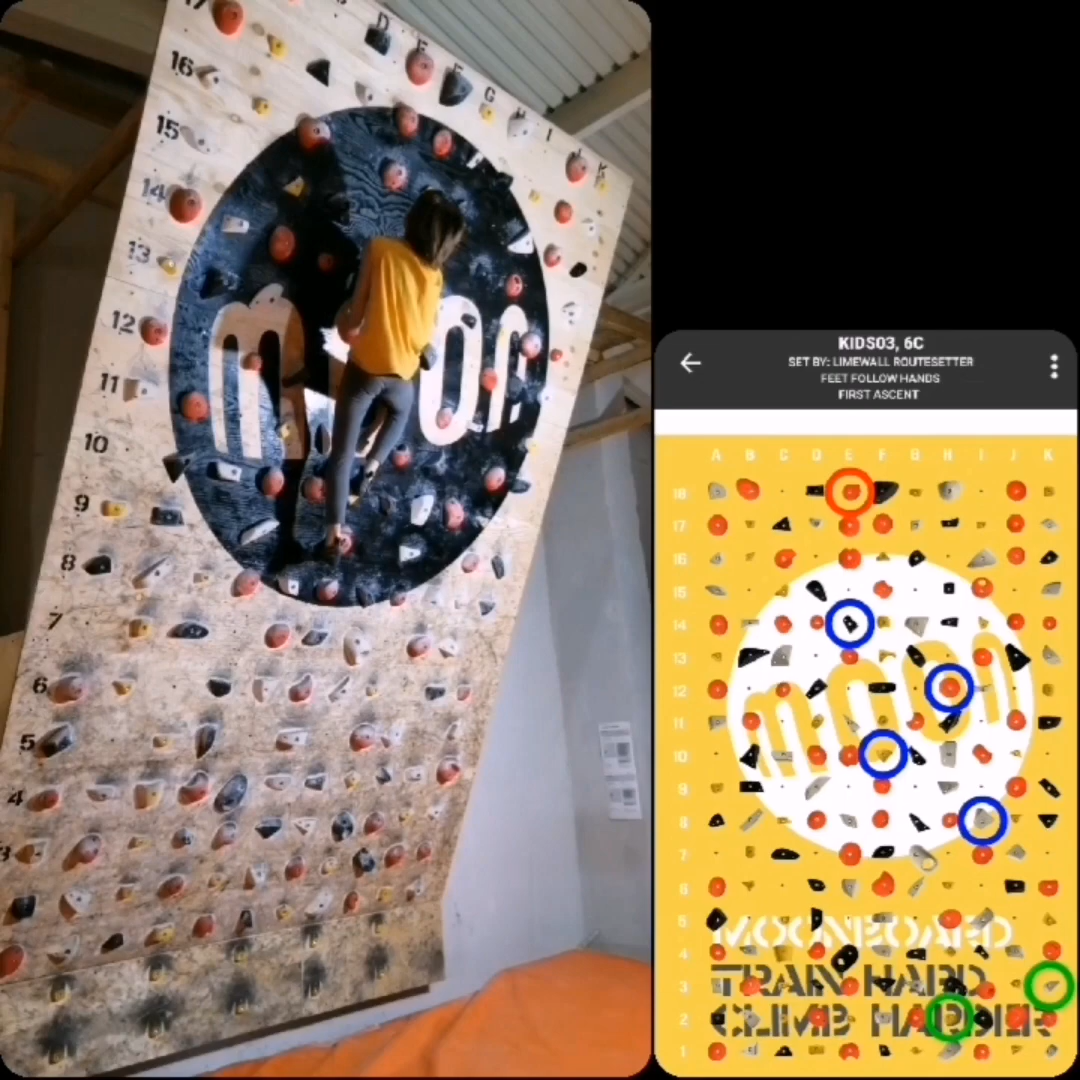 17
D
E
F
16
G
I
15
J
K
14
13
12
moon
11
10
9
8
7
6
5
4
3
KIDS03, 6C
SET BY: LIMEWALL ROUTESETTER
FEET FOLLOW HANDS
FIRST ASCENT
A B C D E F G H I J K
18
17
16
15
14
13
12
11
10
9
8
7
6
5
4
3
2
1
moon
MOONBOARD
TRAIN HARD
CLIMB HARDER